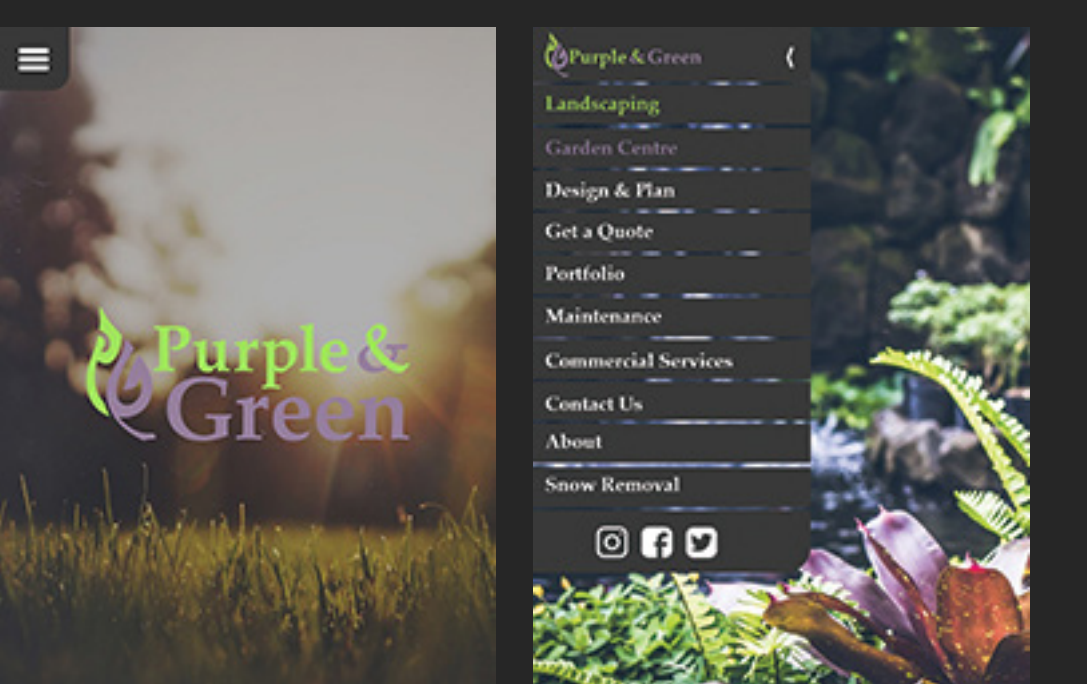 Purple &
Green
Purple & Green
Landscaping
Garden Centre
Design & Plan
Get a Quote
Portfolio
Maintenance
Commercial Services
Contact Us
About
Snow Removal